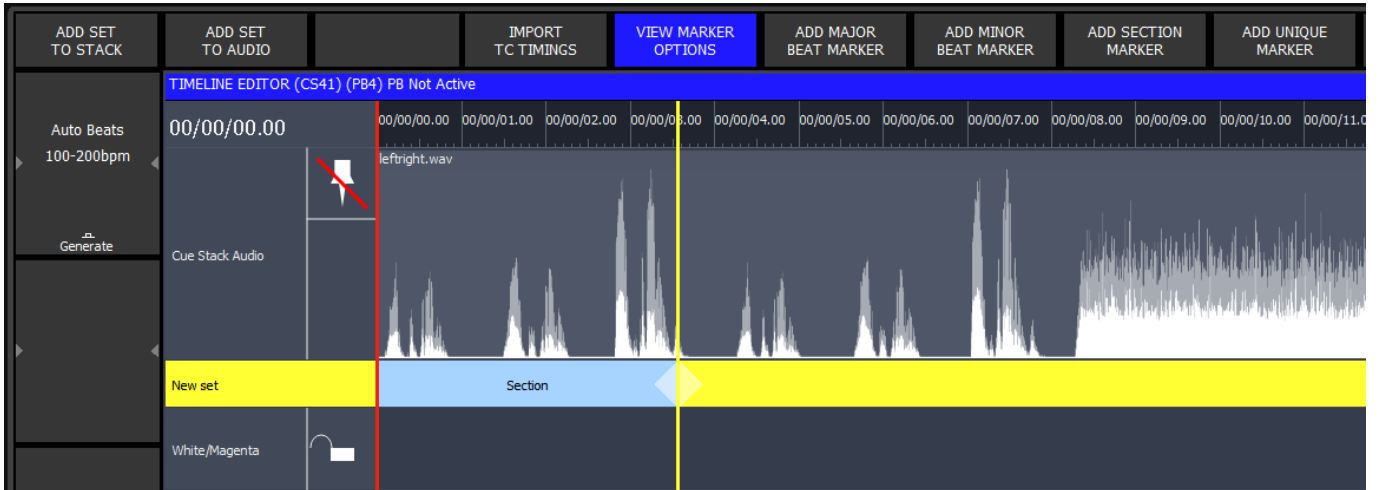 ADD SET
TO STACK
ADD SET
TO AUDIO
IMPORT
TC TIMINGS
VIEW MARKER
OPTIONS
ADD MAJOR
BEAT MARKER
ADD MINOR
BEAT MARKER
ADD SECTION
MARKER
ADD UNIQUE
MARKER
TIMELINE EDITOR (CS41) (PB4) PB Not Active
Auto Beats
100-200bpm
Generate
00/00/00.00
00/00/00.00 00/00/01.00 00/00/02.00 00/00/03.00 00/00/04.00 00/00/05.00 00/00/06.00 00/00/07.00 00/00/08.00 00/00/09.00 00/00/10.00 00/00/11.0
leftright.wav
Cue Stack Audio
New set
Section
White/Magenta